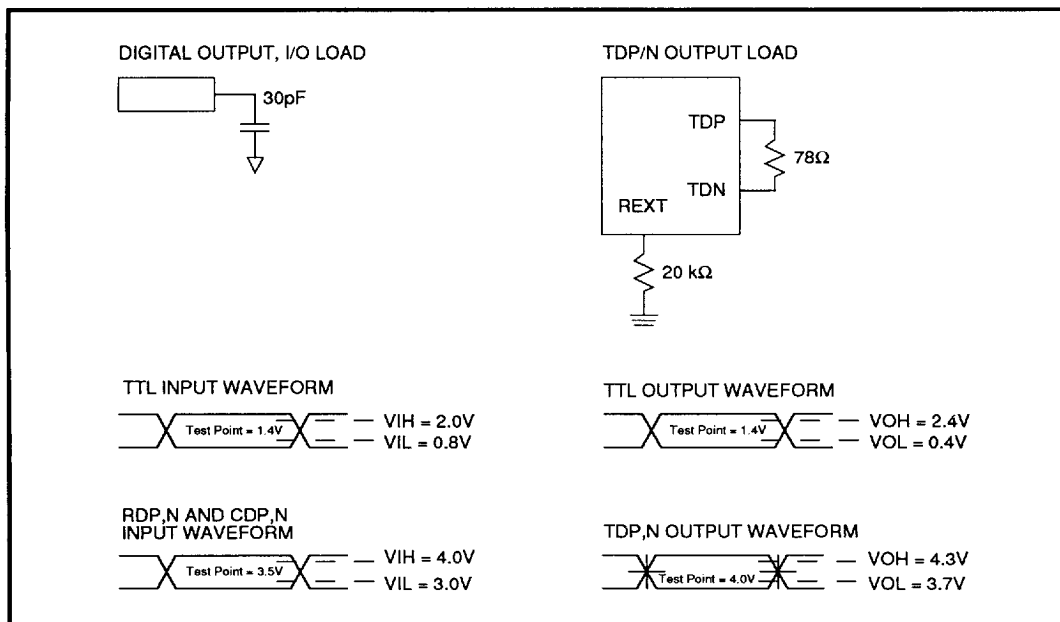 DIGITAL OUTPUT, I/O LOAD
30pF
TDP/N OUTPUT LOAD
TDP
78Ω
TDN
REXT
20 kΩ
TTL INPUT WAVEFORM
Test Point = 1.4V
VIH = 2.0V
VIL = 0.8V
TTL OUTPUT WAVEFORM
Test Point = 1.4V
VOH = 2.4V
VOL = 0.4V
RDP,N AND CDP,N
INPUT WAVEFORM
Test Point = 3.5V
VIH = 4.0V
VIL = 3.0V
TDP,N OUTPUT WAVEFORM
Test Point = 4.0V
VOH = 4.3V
VOL = 3.7V